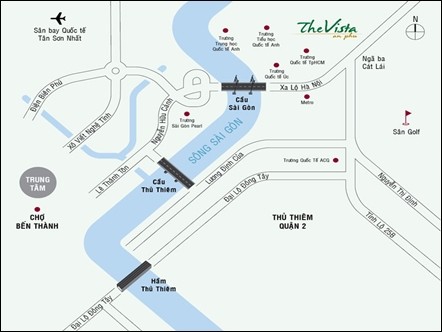 Sân bay Quốc tế
Tân Sơn Nhất
Trường
Trung học
Quốc tế Anh
Trường
Tiểu học
Quốc tế Anh
TheVista
an phú
N
Trường
Quốc tế TpHCM
Trường
Quốc tế Úc
Ngã ba
Cát Lái
Điện Biên Phủ
Xô Viết Nghệ Tĩnh
Nguyễn Hữu Cảnh
Cầu
Sài Gòn
Xa Lộ Hà Nội
Metro
Trường
Sài Gòn Pearl
Sân Golf
SÔNG SÀI GÒN
Lê Thánh Tôn
Cầu
Thủ Thiêm
Lương Định Của
Trường Quốc Tế ACG
Nguyễn Thị Định
TRUNG
TÂM
CHỢ
BẾN THÀNH
Đại Lộ Đông Tây
THỦ THIÊM
QUẬN 2
Tỉnh Lộ 25B
Hầm
Thủ Thiêm
Đại Lộ Đông Tây